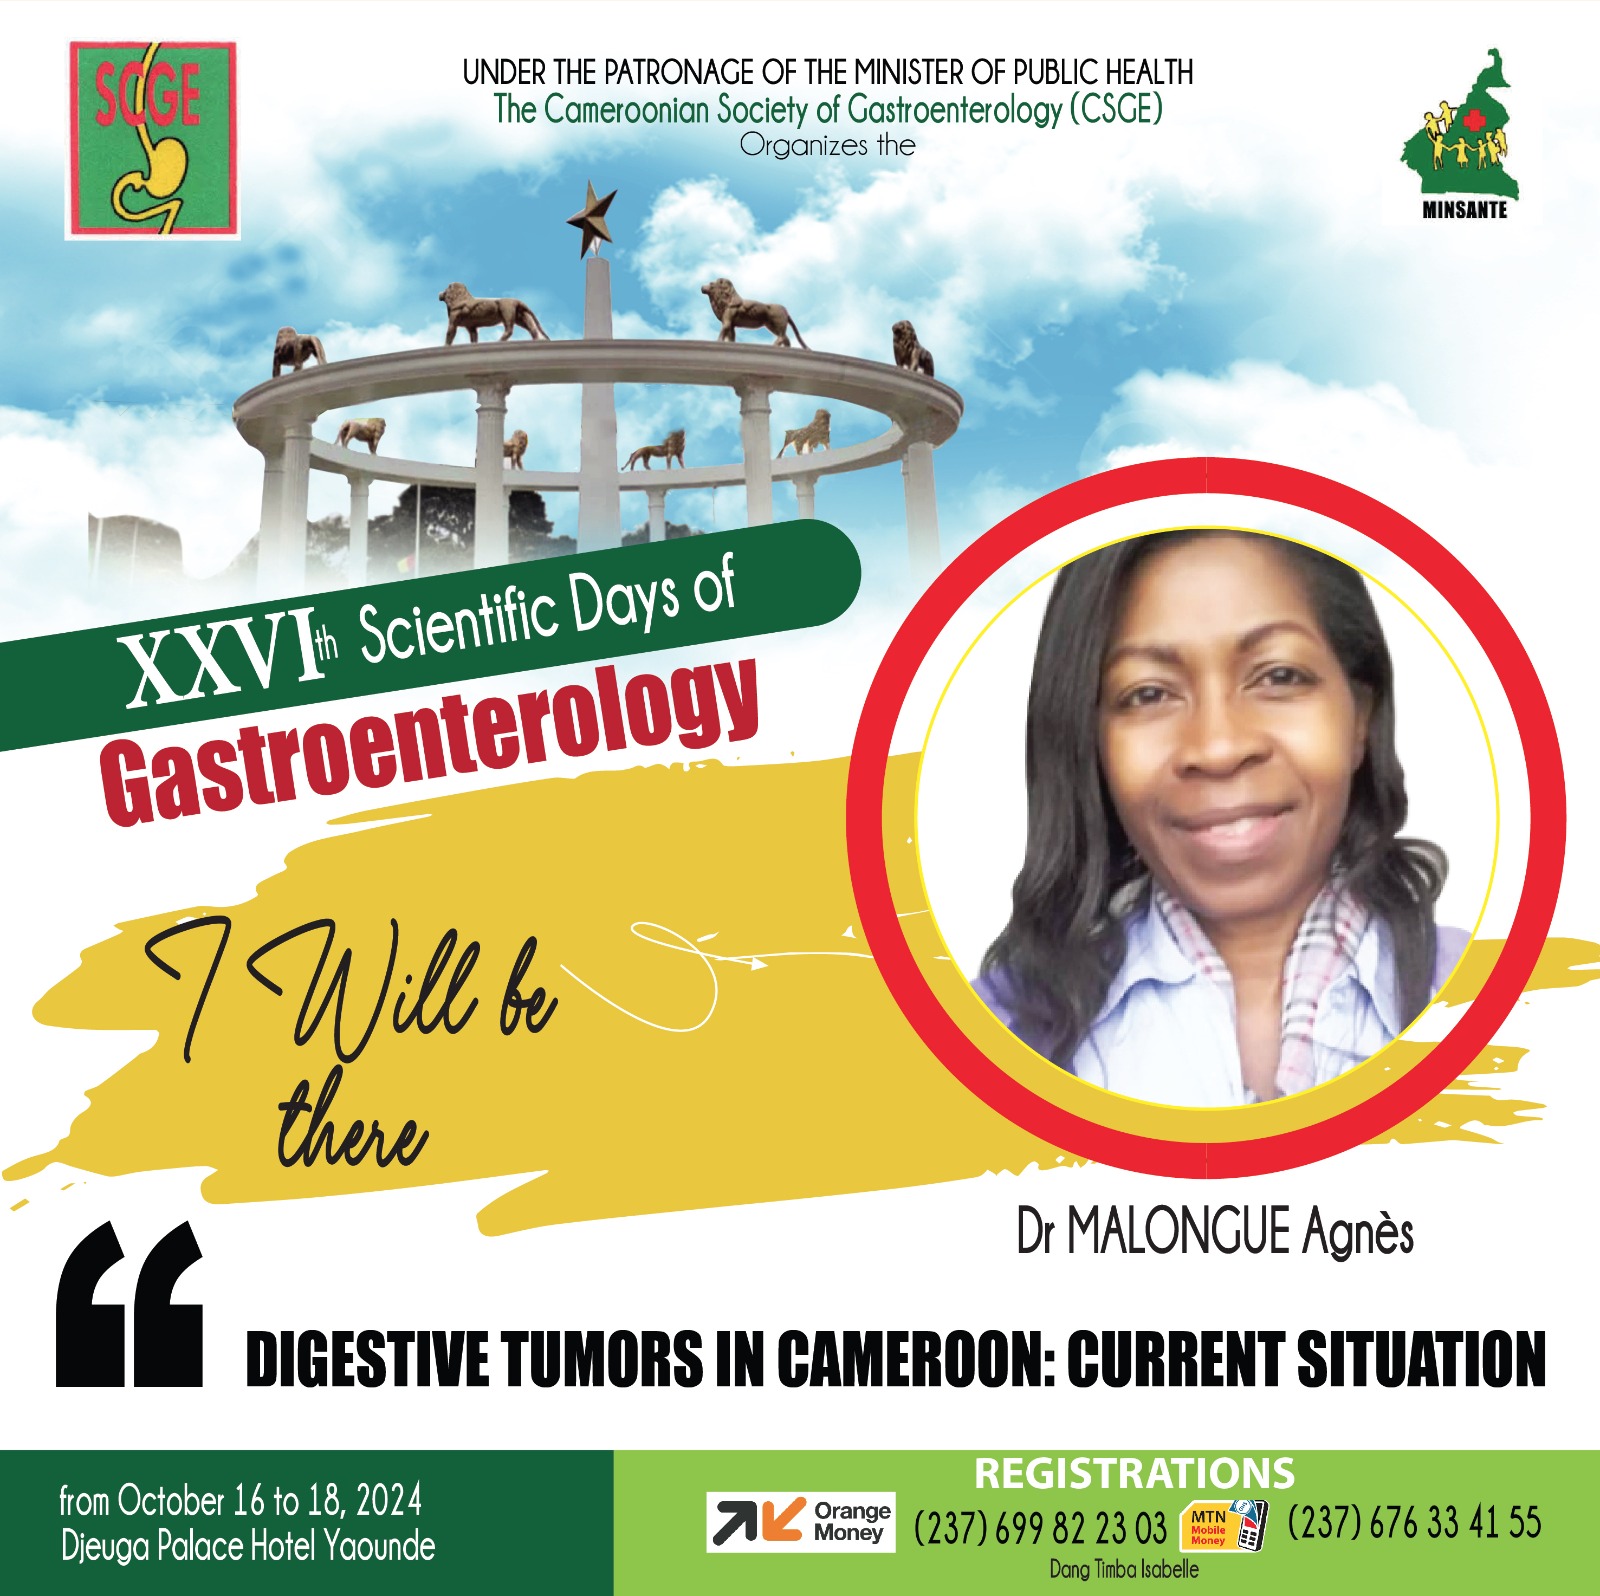 SCGE
UNDER THE PATRONAGE OF THE MINISTER OF PUBLIC HEALTH
The Cameroonian Society of Gastroenterology (CSGE)
Organizes the
MINSANTE
XXVIth Scientific Days of
Gastroenterology
I Will be
there
Dr MALONGUE Agnès
“
DIGESTIVE TUMORS IN CAMEROON: CURRENT SITUATION
from October 16 to 18, 2024
Djeuga Palace Hotel Yaounde
REGISTRATIONS
Orange
Money
(237) 699 82 23 03
MTN
Mobile
Money
(237) 676 33 41 55
Dang Timba Isabelle